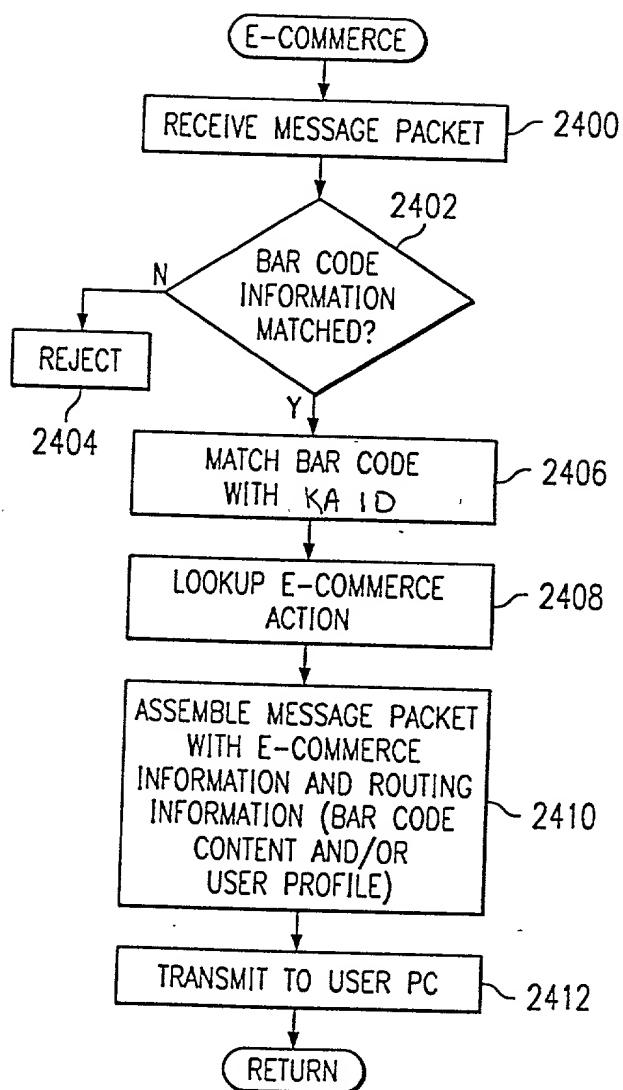 E-COMMERCE
RECEIVE MESSAGE PACKET
2400
2402
BAR CODE
INFORMATION
MATCHED?
N
REJECT
2404
Y
MATCH BAR CODE
WITH KA ID
2406
LOOKUP E-COMMERCE
ACTION
2408
ASSEMBLE MESSAGE PACKET
WITH E-COMMERCE
INFORMATION AND ROUTING
INFORMATION (BAR CODE
CONTENT AND/OR
USER PROFILE)
2410
TRANSMIT TO USER PC
2412
RETURN